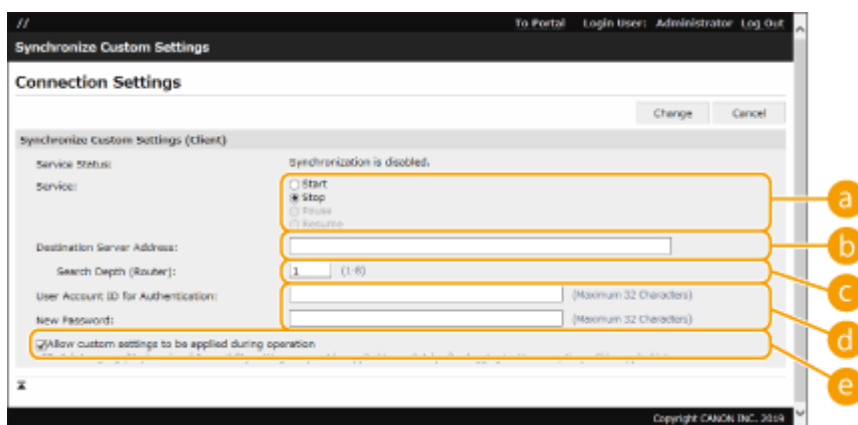 //
To Portal Login User: Administrator Log Out
Synchronize Custom Settings
Connection Settings
Change Cancel
Synchronize Custom Settings (Client)
Service Status: Synchronization is disabled.
Service: Start
Stop
Pause
Resume
a
Destination Server Address:
b
Search Depth (Router): 1 (1-8)
c
User Account ID for Authentication: (Maximum 32 Characters)
New Password: (Maximum 32 Characters)
d
Allow custom settings to be applied during operation
e
Copyright CANON INC. 2019